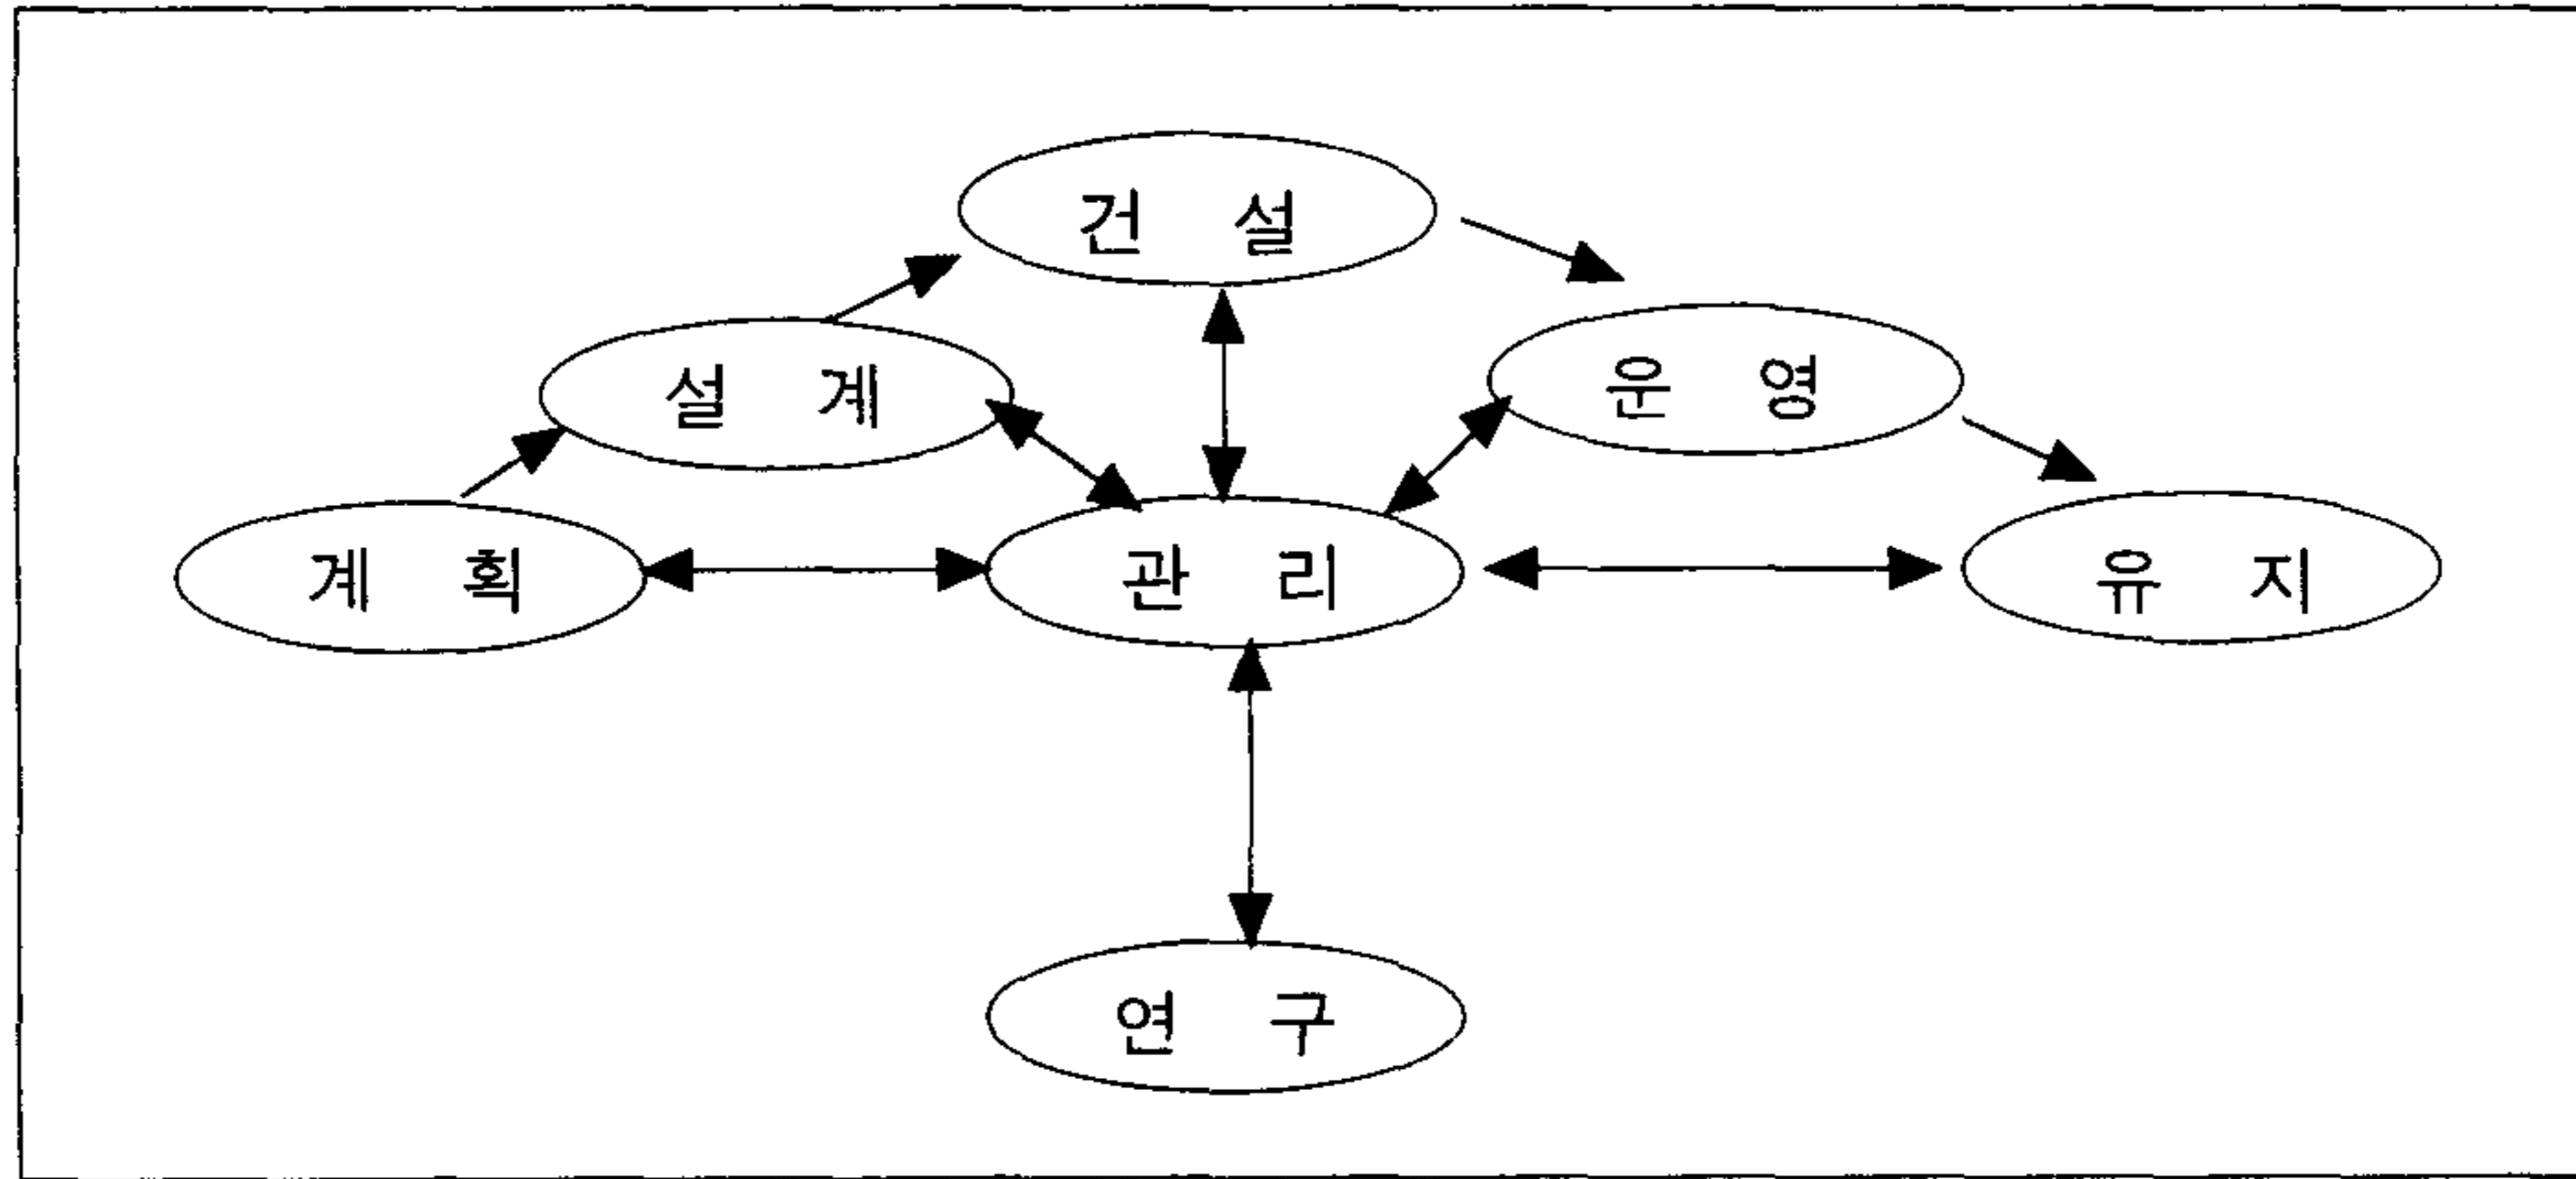 건 설
설 계
운 영
계 획
관 리
유 지
연 구